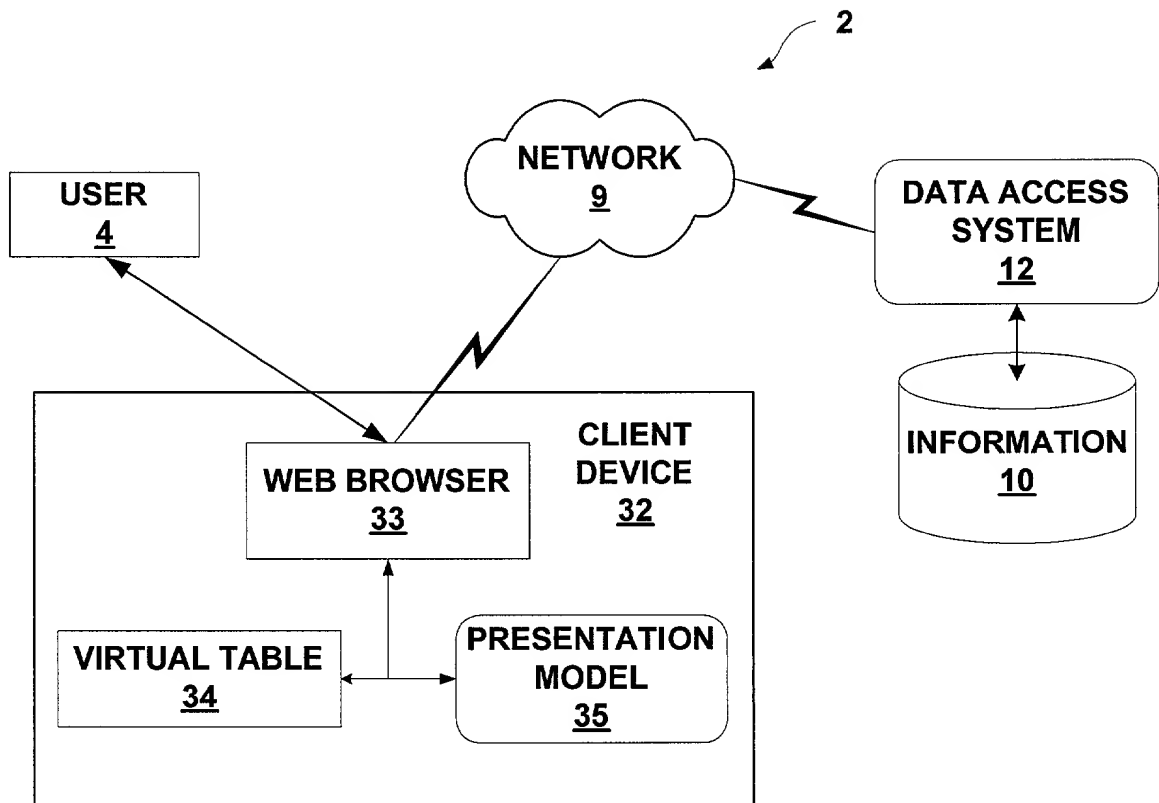 2
NETWORK
9
USER
4
DATA ACCESS
SYSTEM
12
CLIENT
DEVICE
32
WEB BROWSER
33
INFORMATION
10
VIRTUAL TABLE
34
PRESENTATION
MODEL
35